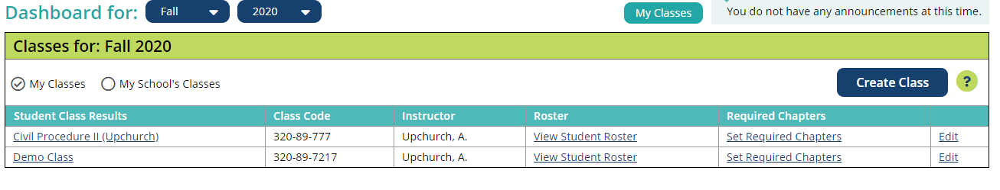 Dashboard for: Fall 2020 My Classes You do not have any announcements at this time.
Classes for: Fall 2020
My Classes My School's Classes Create Class ?
Student Class Results Class Code Instructor Roster Required Chapters
Civil Procedure II (Upchurch) 320-89-777 Upchurch, A. View Student Roster Set Required Chapters Edit
Demo Class 320-89-7217 Upchurch, A. View Student Roster Set Required Chapters Edit